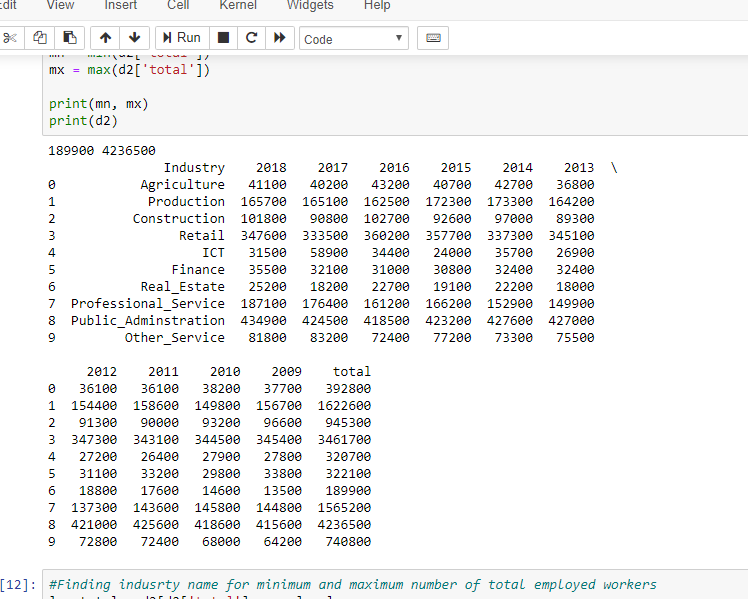 dit View Insert Cell Kernel Widgets Help
Run Code
mx = max(d2['total'])
print(mn, mx)
print(d2)
189900 4236500
Industry 2018 2017 2016 2015 2014 2013 \
0 Agriculture 41100 40200 43200 40700 42700 36800
1 Production 165700 165100 162500 172300 173300 164200
2 Construction 101800 90800 102700 92600 97000 89300
3 Retail 347600 333500 360200 357700 337300 345100
4 ICT 31500 58900 34400 24000 35700 26900
5 Finance 35500 32100 31000 30800 32400 32400
6 Real_Estate 25200 18200 22700 19100 22200 18000
7 Professional_Service 187100 176400 161200 166200 152900 149900
8 Public_Adminstration 434900 424500 418500 423200 427600 427000
9 Other_Service 81800 83200 72400 77200 73300 75500
2012 2011 2010 2009 total
0 36100 36100 38200 37700 392800
1 154400 158600 149800 156700 1622600
2 91300 90000 93200 96600 945300
3 347300 343100 344500 345400 3461700
4 27200 26400 27900 27800 320700
5 31100 33200 29800 33800 322100
6 18800 17600 14600 13500 189900
7 137300 143600 145800 144800 1565200
8 421000 425600 418600 415600 4236500
9 72800 72400 68000 64200 740800
[12]: #Finding indusrty name for minimum and maximum number of total employed workers